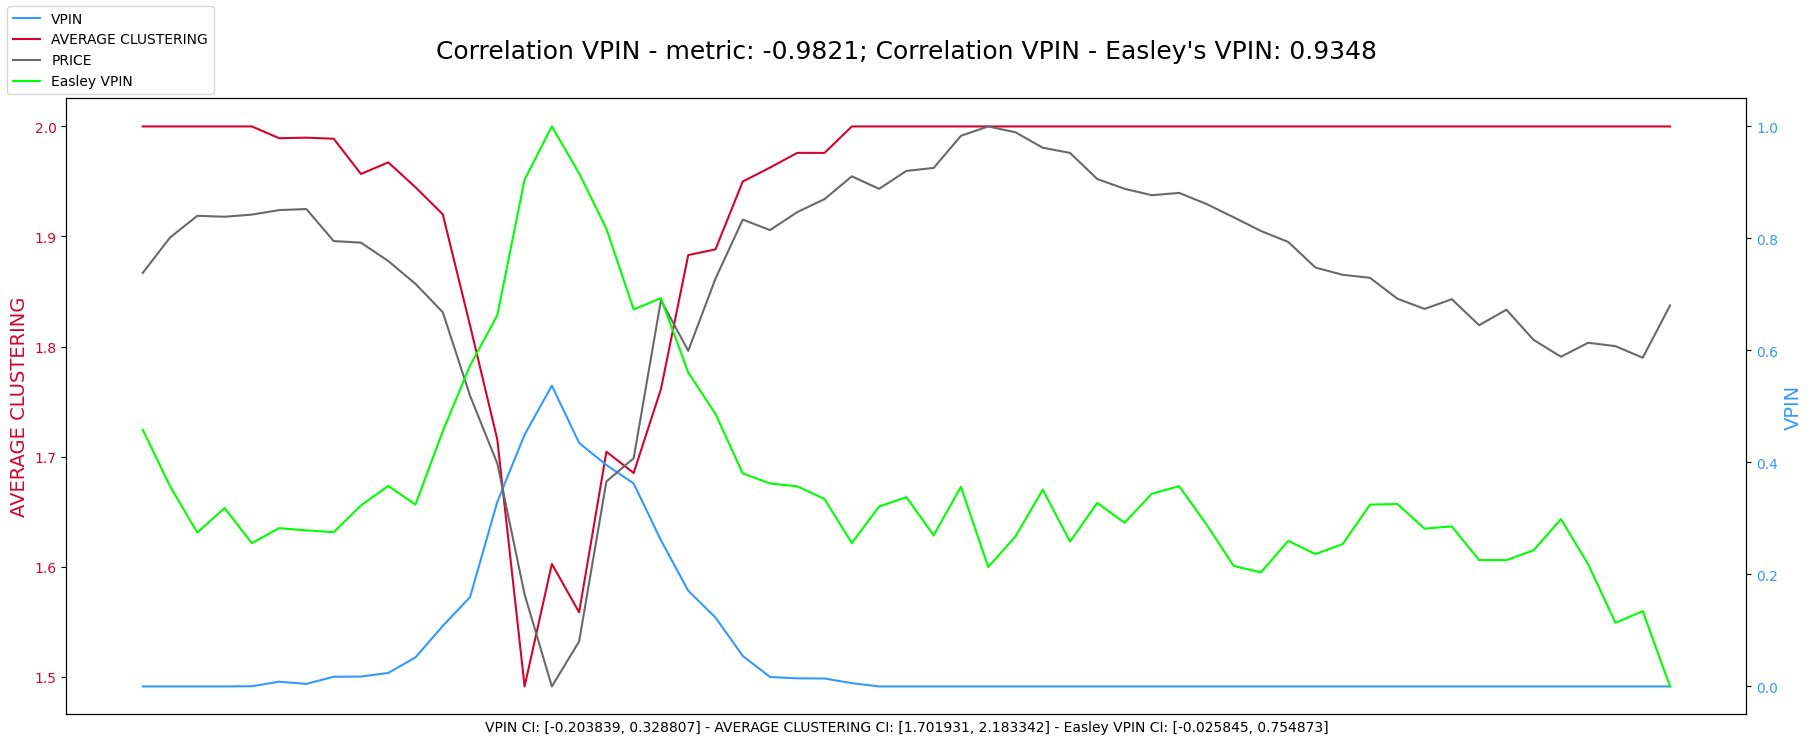 VPIN
AVERAGE CLUSTERING
PRICE
Easley VPIN
Correlation VPIN - metric: -0.9821; Correlation VPIN - Easley's VPIN: 0.9348
2.0
1.9
1.8
1.7
1.6
1.5
AVERAGE CLUSTERING
1.0
0.8
0.6
0.4
0.2
0.0
VPIN
VPIN CI: [-0.203839, 0.328807] - AVERAGE CLUSTERING CI: [1.701931, 2.183342] - Easley VPIN CI: [-0.025845, 0.754873]